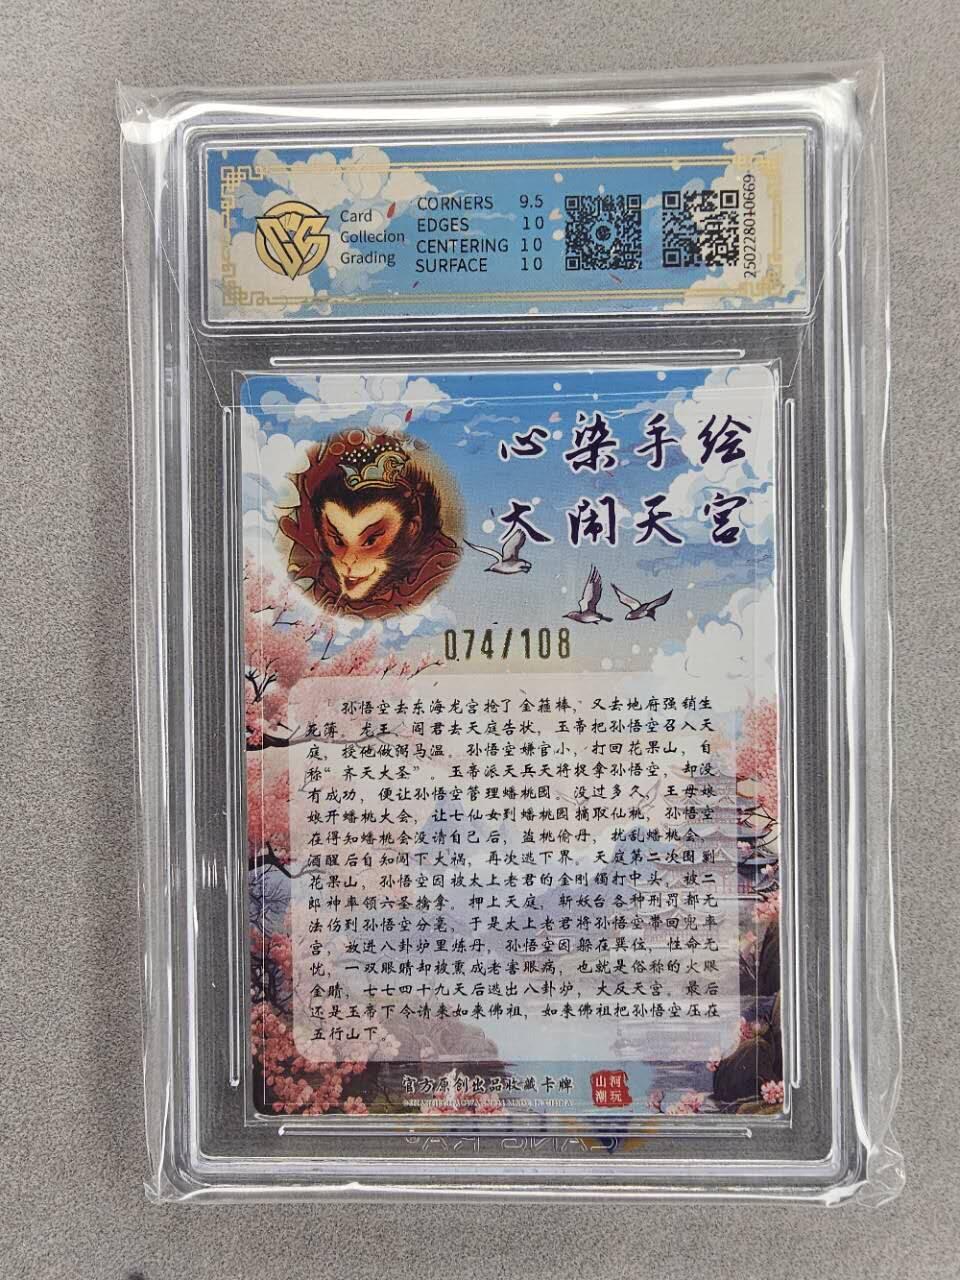 Card
Collecion
Grading
CORNERS 9.5
EDGES 10
CENTERING 10
SURFACE 10
250228010669
心染手绘
大闹天宫
074/108
孙悟空去东海龙宫抢了金箍棒，又去地府强销生
死簿。龙王、阎君去天庭告状，玉帝把孙悟空召入天
庭，授他做弼马温。孙悟空嫌官小，打回花果山，自
称“齐天大圣”。玉帝派天兵天将捉拿孙悟空，却没
有成功，便让孙悟空管理蟠桃园。没过多久，王母娘
娘开蟠桃大会，让七仙女到蟠桃园摘取仙桃，孙悟空
在得知蟠桃会没请自己后，盗桃偷丹，扰乱蟠桃会，
酒醒后自知闯下大祸，再次逃下界。天庭第二次围剿
花果山，孙悟空因被太上老君的金刚镯打中头，被二
郎神率领六圣擒拿。押上天庭，斩妖台各种刑罚都无
法伤到孙悟空分毫，于是太上老君将孙悟空带回兜率
宫，放进八卦炉里炼丹，孙悟空因躲在巽位，性命无
忧，一双眼睛却被熏成老害眼病，也就是俗称的火眼
金睛，七七四十九天后逃出八卦炉，大反天宫。最后
还是玉帝下令请来如来佛祖，如来佛祖把孙悟空压在
五行山下。
官方原创出品收藏卡牌
山河
潮玩